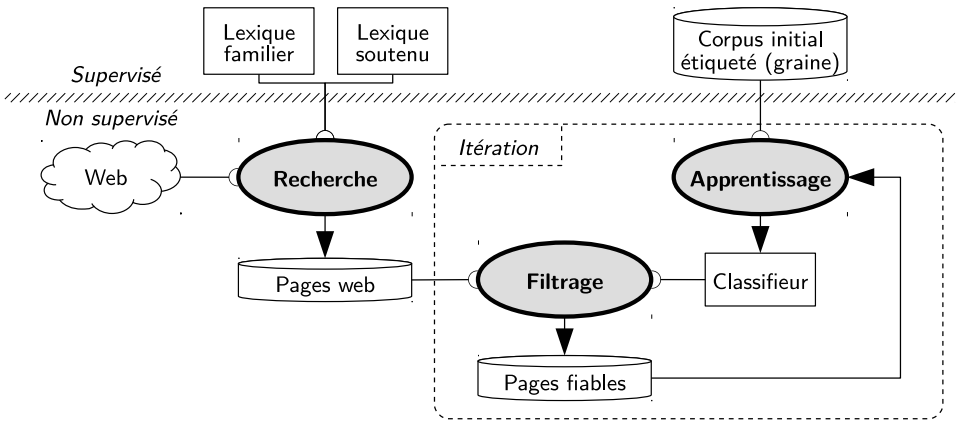 Lexique
familier
Lexique
soutenu
Corpus initial
étiqueté (graine)
Supervisé
Non supervisé
Itération
Web
Recherche
Apprentissage
Pages web
Filtrage
Classifieur
Pages fiables